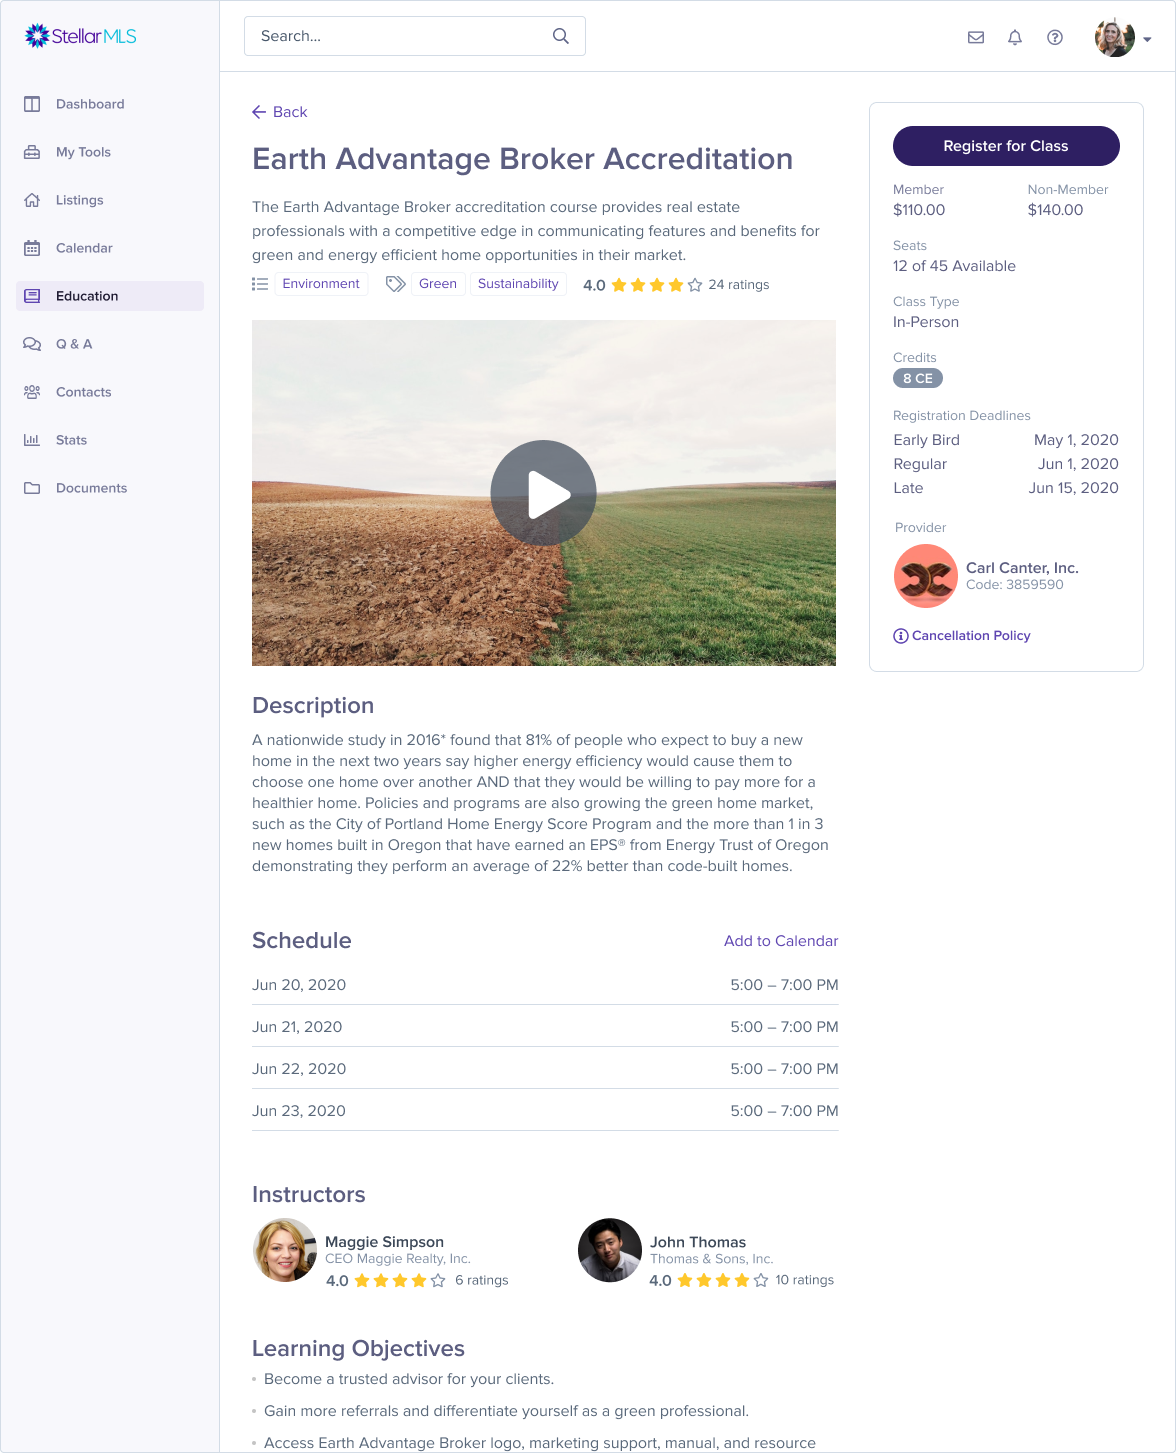 StellarMLS
Search...
Dashboard
My Tools
Listings
Calendar
Education
Q & A
Contacts
Stats
Documents
Back
Earth Advantage Broker Accreditation
The Earth Advantage Broker accreditation course provides real estate
professionals with a competitive edge in communicating features and benefits for
green and energy efficient home opportunities in their market.
Environment Green Sustainability 4.0 24 ratings
Description
A nationwide study in 2016* found that 81% of people who expect to buy a new
home in the next two years say higher energy efficiency would cause them to
choose one home over another AND that they would be willing to pay more for a
healthier home. Policies and programs are also growing the green home market,
such as the City of Portland Home Energy Score Program and the more than 1 in 3
new homes built in Oregon that have earned an EPS® from Energy Trust of Oregon
demonstrating they perform an average of 22% better than code-built homes.
Schedule Add to Calendar
Jun 20, 2020 5:00 – 7:00 PM
Jun 21, 2020 5:00 – 7:00 PM
Jun 22, 2020 5:00 – 7:00 PM
Jun 23, 2020 5:00 – 7:00 PM
Instructors
Maggie Simpson
CEO Maggie Realty, Inc.
4.0 6 ratings
John Thomas
Thomas & Sons, Inc.
4.0 10 ratings
Learning Objectives
• Become a trusted advisor for your clients.
• Gain more referrals and differentiate yourself as a green professional.
• Access Earth Advantage Broker logo, marketing support, manual, and resource
Register for Class
Member Non-Member
$110.00 $140.00
Seats
12 of 45 Available
Class Type
In-Person
Credits
8 CE
Registration Deadlines
Early Bird May 1, 2020
Regular Jun 1, 2020
Late Jun 15, 2020
Provider
Carl Canter, Inc.
Code: 3859590
Cancellation Policy